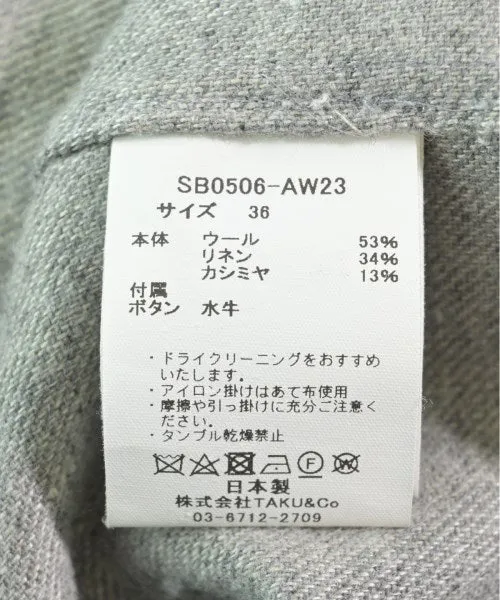 SB0506-AW23
サイズ 36
本体 ウール 53%
リネン 34%
カシミヤ 13%
付属
ボタン 水牛
・ドライクリーニングをおすすめ
いたします。
・アイロン掛けはあて布使用
・摩擦や引っ掛けに充分ご注意く
ださい。
・タンブル乾燥禁止
F W
日本製
株式会社TAKU&Co
03-6712-2709